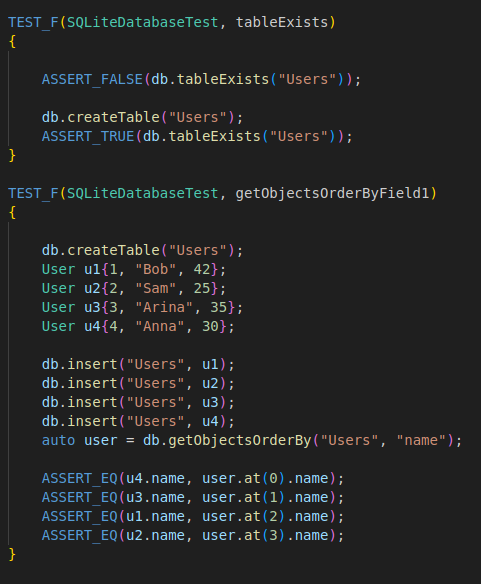 TEST_F(SQLiteDatabaseTest, tableExists)
{
ASSERT_FALSE(db.tableExists("Users"));
db.createTable("Users");
ASSERT_TRUE(db.tableExists("Users"));
}
TEST_F(SQLiteDatabaseTest, getObjectsOrderByField1)
{
db.createTable("Users");
User u1{1, "Bob", 42};
User u2{2, "Sam", 25};
User u3{3, "Arina", 35};
User u4{4, "Anna", 30};
db.insert("Users", u1);
db.insert("Users", u2);
db.insert("Users", u3);
db.insert("Users", u4);
auto user = db.getObjectsOrderBy("Users", "name");
ASSERT_EQ(u4.name, user.at(0).name);
ASSERT_EQ(u3.name, user.at(1).name);
ASSERT_EQ(u1.name, user.at(2).name);
ASSERT_EQ(u2.name, user.at(3).name);
}